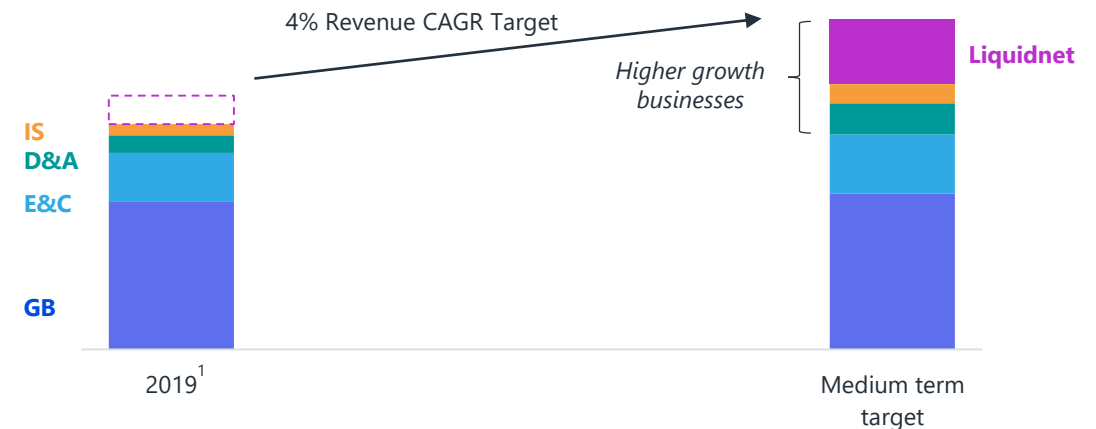 4% Revenue CAGR Target
Higher growth
businesses
Liquidnet
IS
D&A
E&C
GB
2019¹
Medium term
target